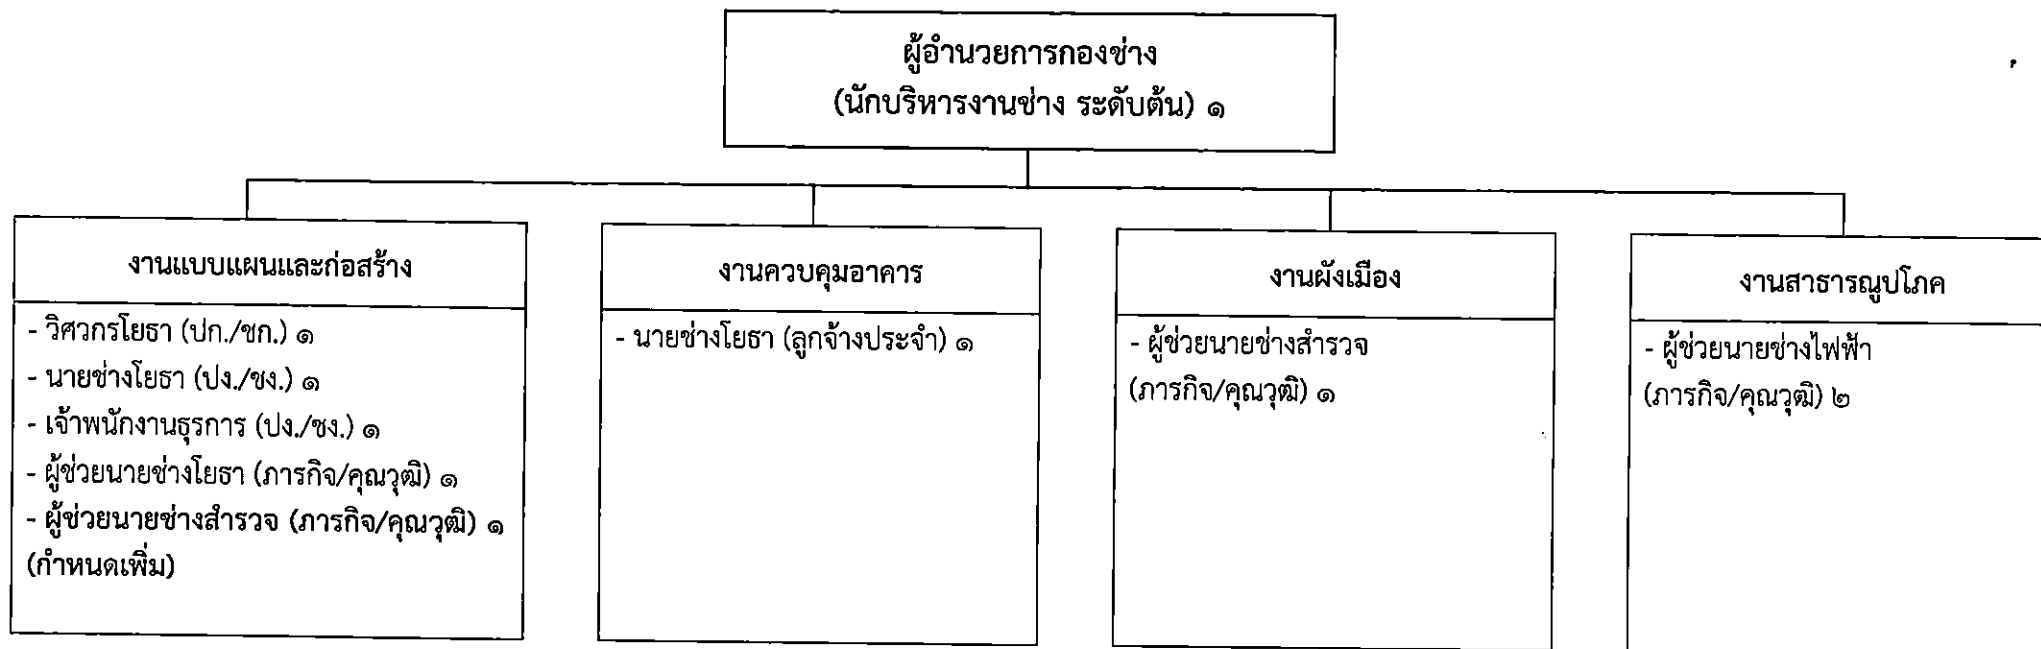 ผู้อำนวยการกองช่าง
(นักบริหารงานช่าง ระดับต้น) ๑
งานแบบแผนและก่อสร้าง
- วิศวกรโยธา (ปก./ชก.) ๑
- นายช่างโยธา (ปง./ชง.) ๑
- เจ้าพนักงานธุรการ (ปง./ชง.) ๑
- ผู้ช่วยนายช่างโยธา (ภารกิจ/คุณวุฒิ) ๑
- ผู้ช่วยนายช่างสำรวจ (ภารกิจ/คุณวุฒิ) ๑
(กำหนดเพิ่ม)
งานควบคุมอาคาร
- นายช่างโยธา (ลูกจ้างประจำ) ๑
งานผังเมือง
- ผู้ช่วยนายช่างสำรวจ
(ภารกิจ/คุณวุฒิ) ๑
งานสาธารณูปโภค
- ผู้ช่วยนายช่างไฟฟ้า
(ภารกิจ/คุณวุฒิ) ๒